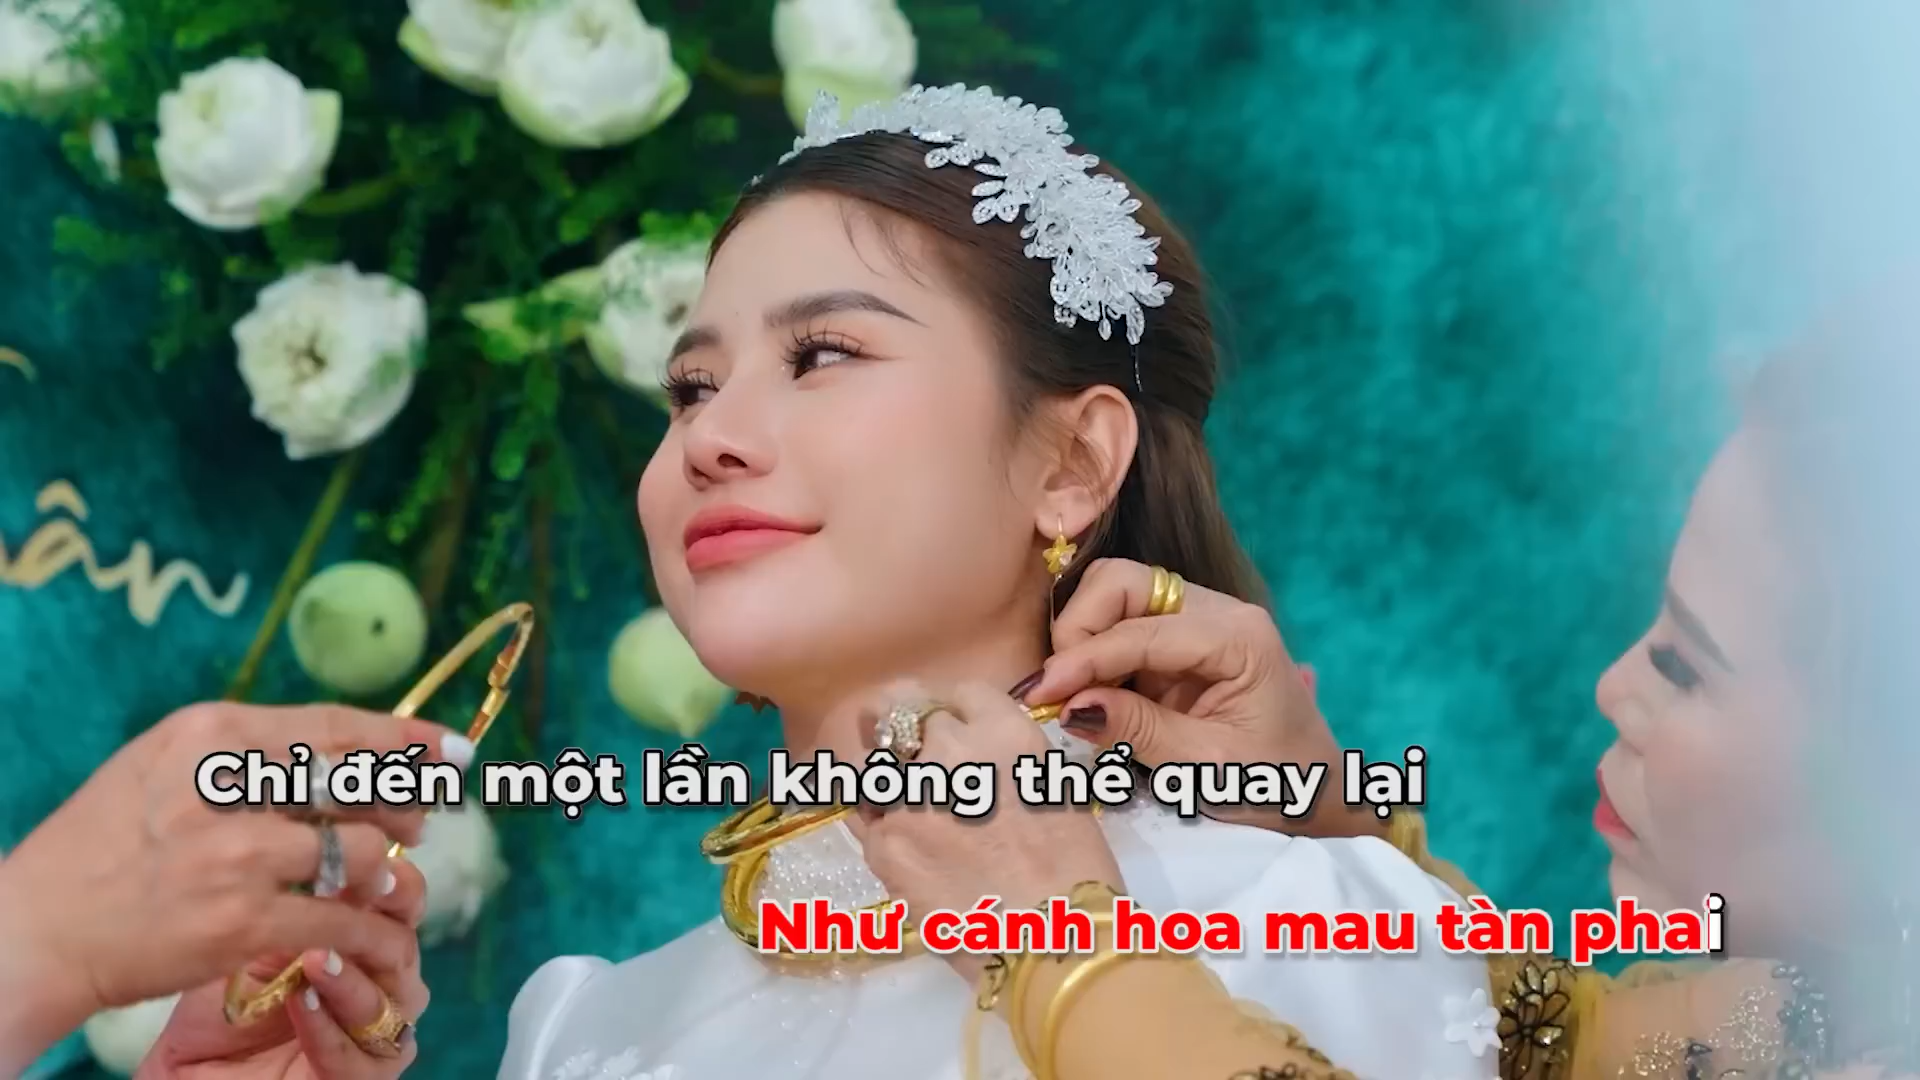 Chỉ đến một lần không thể quay lại
Như cánh hoa mau tàn phai